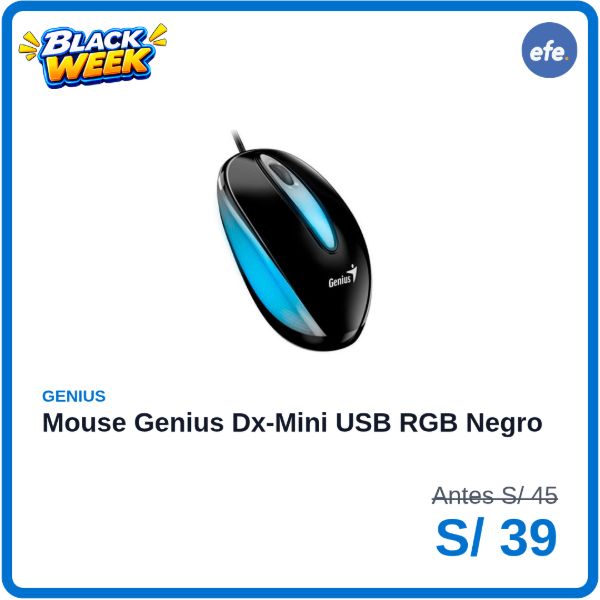 BLACK
WEEK
efe.
Genius
GENIUS
Mouse Genius Dx-Mini USB RGB Negro
Antes S/ 45
S/ 39